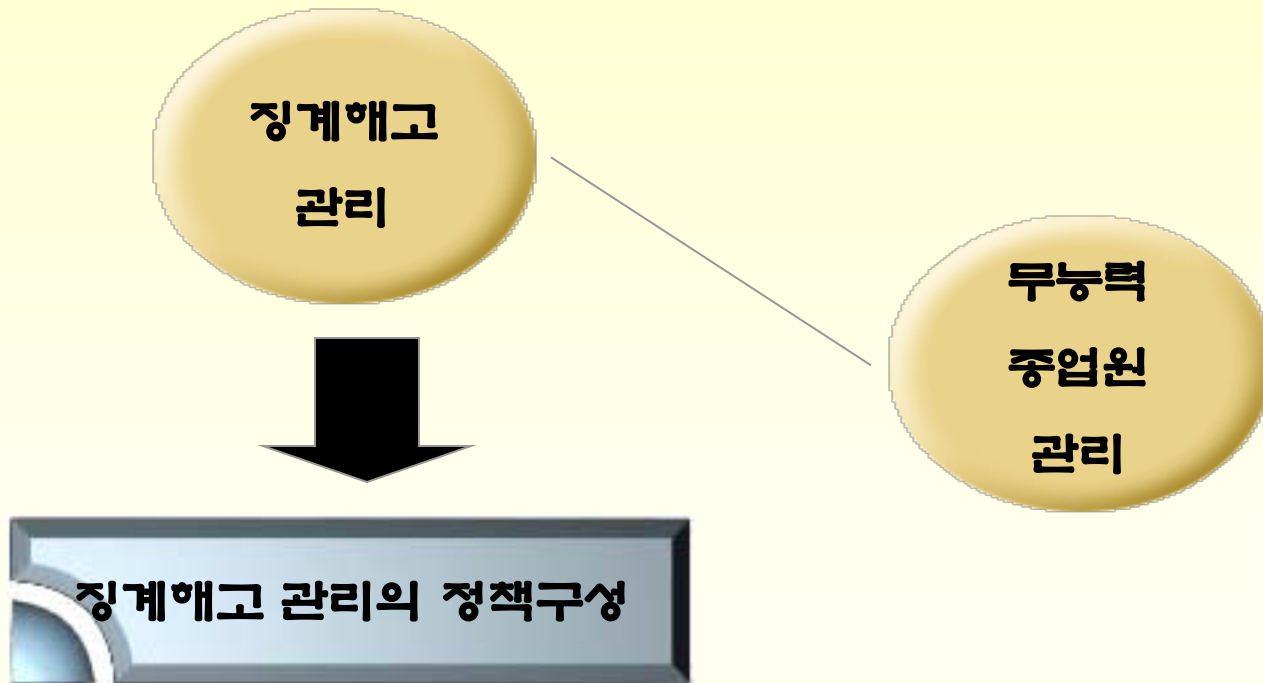 징계해고
관리
무능력
종업원
관리
징계해고 관리의 정책구성